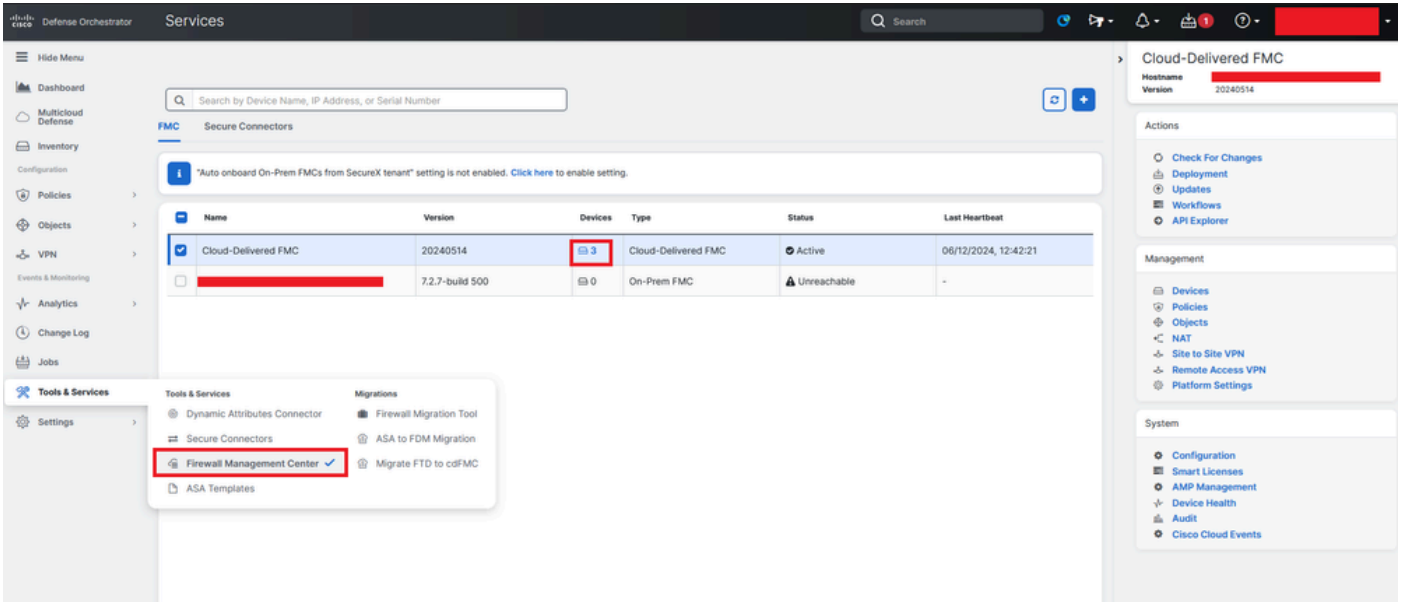 cisco Defense Orchestrator
Services
Search
1
Hide Menu
Dashboard
Multicloud
Defense
Inventory
Configuration
Policies
Objects
VPN
Events & Monitoring
Analytics
Change Log
Jobs
Tools & Services
Settings
Search by Device Name, IP Address, or Serial Number
FMC Secure Connectors
"Auto onboard On-Prem FMCs from SecureX tenant" setting is not enabled. Click here to enable setting.
Name Version Devices Type Status Last Heartbeat
Cloud-Delivered FMC 20240514 3 Cloud-Delivered FMC Active 06/12/2024, 12:42:21
7.2.7-build 500 0 On-Prem FMC Unreachable -
Tools & Services
Dynamic Attributes Connector
Secure Connectors
Firewall Management Center
ASA Templates
Migrations
Firewall Migration Tool
ASA to FDM Migration
Migrate FTD to cdFMC
Cloud-Delivered FMC
Hostname
Version 20240514
Actions
Check For Changes
Deployment
Updates
Workflows
API Explorer
Management
Devices
Policies
Objects
NAT
Site to Site VPN
Remote Access VPN
Platform Settings
System
Configuration
Smart Licenses
AMP Management
Device Health
Audit
Cisco Cloud Events